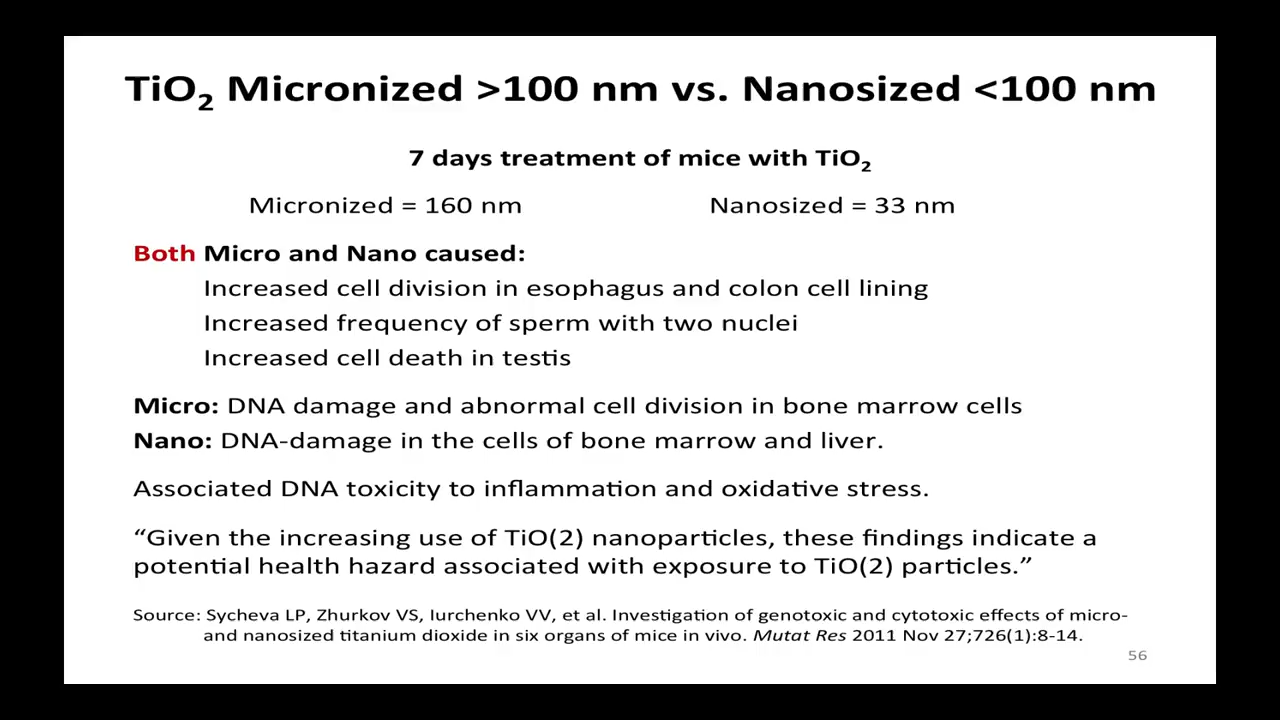 TiO₂ Micronized >100 nm vs. Nanosized <100 nm
7 days treatment of mice with TiO₂
Micronized = 160 nm Nanosized = 33 nm
Both Micro and Nano caused:
Increased cell division in esophagus and colon cell lining
Increased frequency of sperm with two nuclei
Increased cell death in testis
Micro: DNA damage and abnormal cell division in bone marrow cells
Nano: DNA-damage in the cells of bone marrow and liver.
Associated DNA toxicity to inflammation and oxidative stress.
“Given the increasing use of TiO(2) nanoparticles, these findings indicate a
potential health hazard associated with exposure to TiO(2) particles.”
Source: Sycheva LP, Zhurkov VS, Iurchenko VV, et al. Investigation of genotoxic and cytotoxic effects of micro-
and nanosized titanium dioxide in six organs of mice in vivo. Mutat Res 2011 Nov 27;726(1):8-14.
56